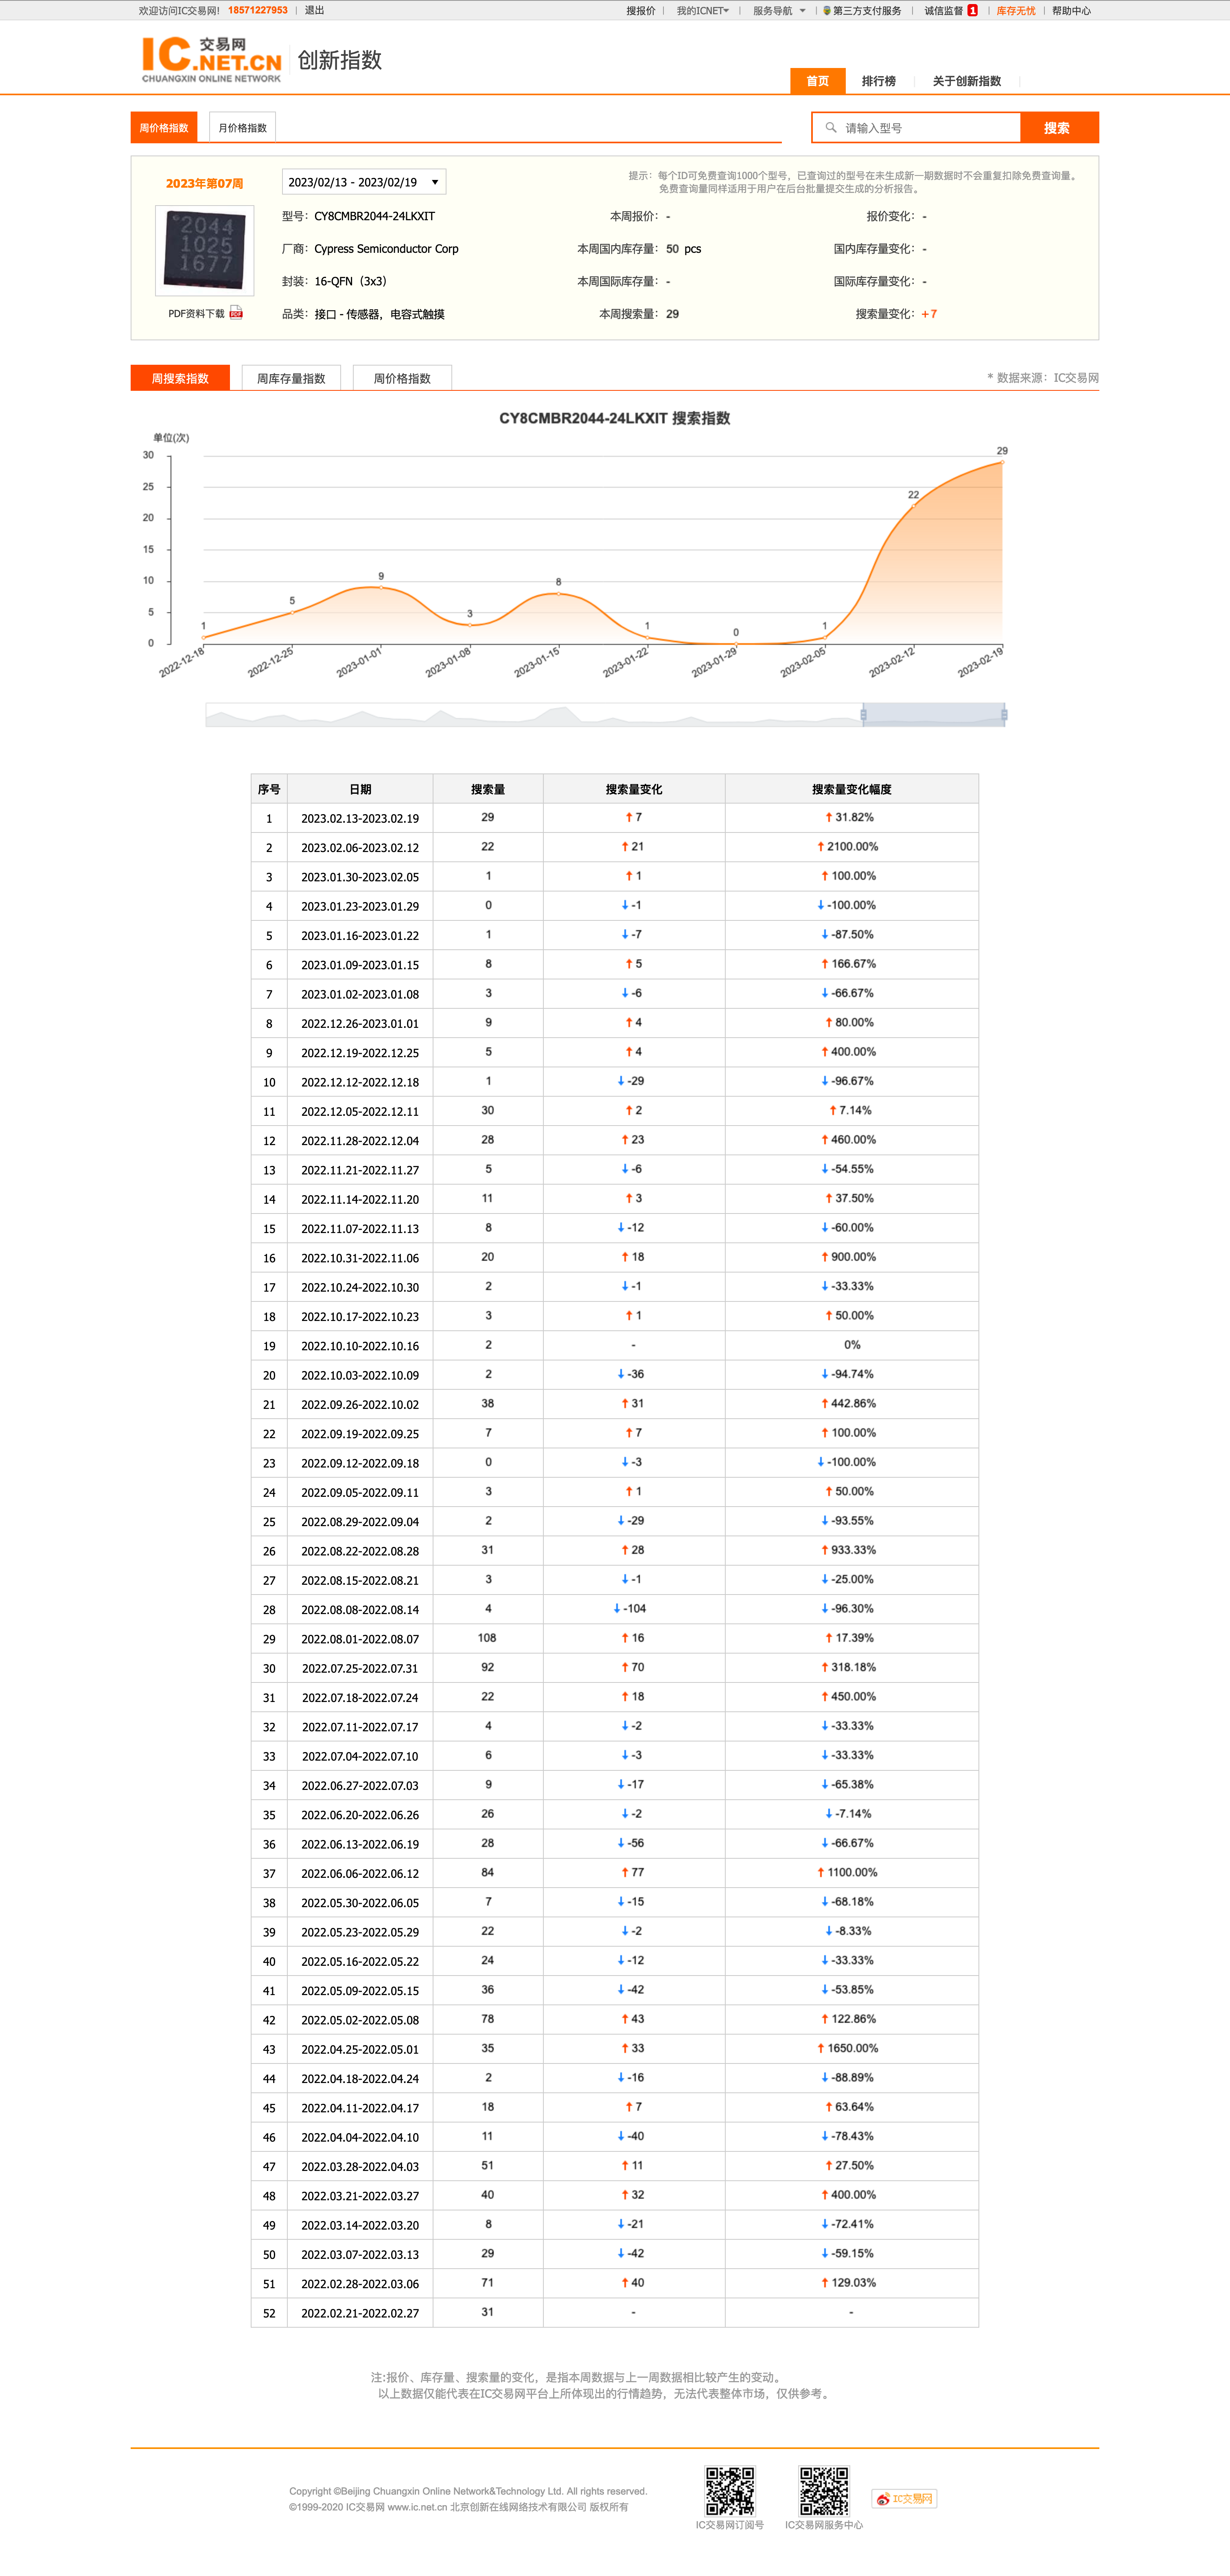 欢迎访问IC交易网! 18571227953 | 退出 搜报价 | 我的ICNET | 服务导航 | 第三方支付服务 | 诚信监督 1 | 库存无忧 | 帮助中心
IC 交易网 .NET.CN
CHUANGXIN ONLINE NETWORK
创新指数
首页 排行榜 关于创新指数
周价格指数 月价格指数 请输入型号 搜索
2023年第07周 2023/02/13 - 2023/02/19
提示：每个ID可免费查询1000个型号，已查询过的型号在未生成新一期数据时不会重复扣除免费查询量。
免费查询量同样适用于用户在后台批量提交生成的分析报告。
2044
1025
1677
型号：CY8CMBR2044-24LKXIT 本周报价：- 报价变化：-
厂商：Cypress Semiconductor Corp 本周国内库存量：50 pcs 国内库存量变化：-
封装：16-QFN（3x3） 本周国际库存量：- 国际库存量变化：-
PDF资料下载 PDF
品类：接口 - 传感器，电容式触摸 本周搜索量：29 搜索量变化：+7
周搜索指数 周库存量指数 周价格指数 * 数据来源：IC交易网
CY8CMBR2044-24LKXIT 搜索指数
单位(次)
30
25
20
15
10
5
0
1 5 9 3 8 1 0 1 22 29
2022-12-18 2022-12-25 2023-01-01 2023-01-08 2023-01-15 2023-01-22 2023-01-29 2023-02-05 2023-02-12 2023-02-19
序号 日期 搜索量 搜索量变化 搜索量变化幅度
1 2023.02.13-2023.02.19 29 ↑ 7 ↑ 31.82%
2 2023.02.06-2023.02.12 22 ↑ 21 ↑ 2100.00%
3 2023.01.30-2023.02.05 1 ↑ 1 ↑ 100.00%
4 2023.01.23-2023.01.29 0 ↓ -1 ↓ -100.00%
5 2023.01.16-2023.01.22 1 ↓ -7 ↓ -87.50%
6 2023.01.09-2023.01.15 8 ↑ 5 ↑ 166.67%
7 2023.01.02-2023.01.08 3 ↓ -6 ↓ -66.67%
8 2022.12.26-2023.01.01 9 ↑ 4 ↑ 80.00%
9 2022.12.19-2022.12.25 5 ↑ 4 ↑ 400.00%
10 2022.12.12-2022.12.18 1 ↓ -29 ↓ -96.67%
11 2022.12.05-2022.12.11 30 ↑ 2 ↑ 7.14%
12 2022.11.28-2022.12.04 28 ↑ 23 ↑ 460.00%
13 2022.11.21-2022.11.27 5 ↓ -6 ↓ -54.55%
14 2022.11.14-2022.11.20 11 ↑ 3 ↑ 37.50%
15 2022.11.07-2022.11.13 8 ↓ -12 ↓ -60.00%
16 2022.10.31-2022.11.06 20 ↑ 18 ↑ 900.00%
17 2022.10.24-2022.10.30 2 ↓ -1 ↓ -33.33%
18 2022.10.17-2022.10.23 3 ↑ 1 ↑ 50.00%
19 2022.10.10-2022.10.16 2 - 0%
20 2022.10.03-2022.10.09 2 ↓ -36 ↓ -94.74%
21 2022.09.26-2022.10.02 38 ↑ 31 ↑ 442.86%
22 2022.09.19-2022.09.25 7 ↑ 7 ↑ 100.00%
23 2022.09.12-2022.09.18 0 ↓ -3 ↓ -100.00%
24 2022.09.05-2022.09.11 3 ↑ 1 ↑ 50.00%
25 2022.08.29-2022.09.04 2 ↓ -29 ↓ -93.55%
26 2022.08.22-2022.08.28 31 ↑ 28 ↑ 933.33%
27 2022.08.15-2022.08.21 3 ↓ -1 ↓ -25.00%
28 2022.08.08-2022.08.14 4 ↓ -104 ↓ -96.30%
29 2022.08.01-2022.08.07 108 ↑ 16 ↑ 17.39%
30 2022.07.25-2022.07.31 92 ↑ 70 ↑ 318.18%
31 2022.07.18-2022.07.24 22 ↑ 18 ↑ 450.00%
32 2022.07.11-2022.07.17 4 ↓ -2 ↓ -33.33%
33 2022.07.04-2022.07.10 6 ↓ -3 ↓ -33.33%
34 2022.06.27-2022.07.03 9 ↓ -17 ↓ -65.38%
35 2022.06.20-2022.06.26 26 ↓ -2 ↓ -7.14%
36 2022.06.13-2022.06.19 28 ↓ -56 ↓ -66.67%
37 2022.06.06-2022.06.12 84 ↑ 77 ↑ 1100.00%
38 2022.05.30-2022.06.05 7 ↓ -15 ↓ -68.18%
39 2022.05.23-2022.05.29 22 ↓ -2 ↓ -8.33%
40 2022.05.16-2022.05.22 24 ↓ -12 ↓ -33.33%
41 2022.05.09-2022.05.15 36 ↓ -42 ↓ -53.85%
42 2022.05.02-2022.05.08 78 ↑ 43 ↑ 122.86%
43 2022.04.25-2022.05.01 35 ↑ 33 ↑ 1650.00%
44 2022.04.18-2022.04.24 2 ↓ -16 ↓ -88.89%
45 2022.04.11-2022.04.17 18 ↑ 7 ↑ 63.64%
46 2022.04.04-2022.04.10 11 ↓ -40 ↓ -78.43%
47 2022.03.28-2022.04.03 51 ↑ 11 ↑ 27.50%
48 2022.03.21-2022.03.27 40 ↑ 32 ↑ 400.00%
49 2022.03.14-2022.03.20 8 ↓ -21 ↓ -72.41%
50 2022.03.07-2022.03.13 29 ↓ -42 ↓ -59.15%
51 2022.02.28-2022.03.06 71 ↑ 40 ↑ 129.03%
52 2022.02.21-2022.02.27 31 - -
注:报价、库存量、搜索量的变化，是指本周数据与上一周数据相比较产生的变动。
以上数据仅能代表在IC交易网平台上所体现出的行情趋势，无法代表整体市场，仅供参考。
Copyright ©Beijing Chuangxin Online Network&Technology Ltd. All rights reserved.
©1999-2020 IC交易网 www.ic.net.cn 北京创新在线网络技术有限公司 版权所有
IC交易网
IC交易网订阅号 IC交易网服务中心